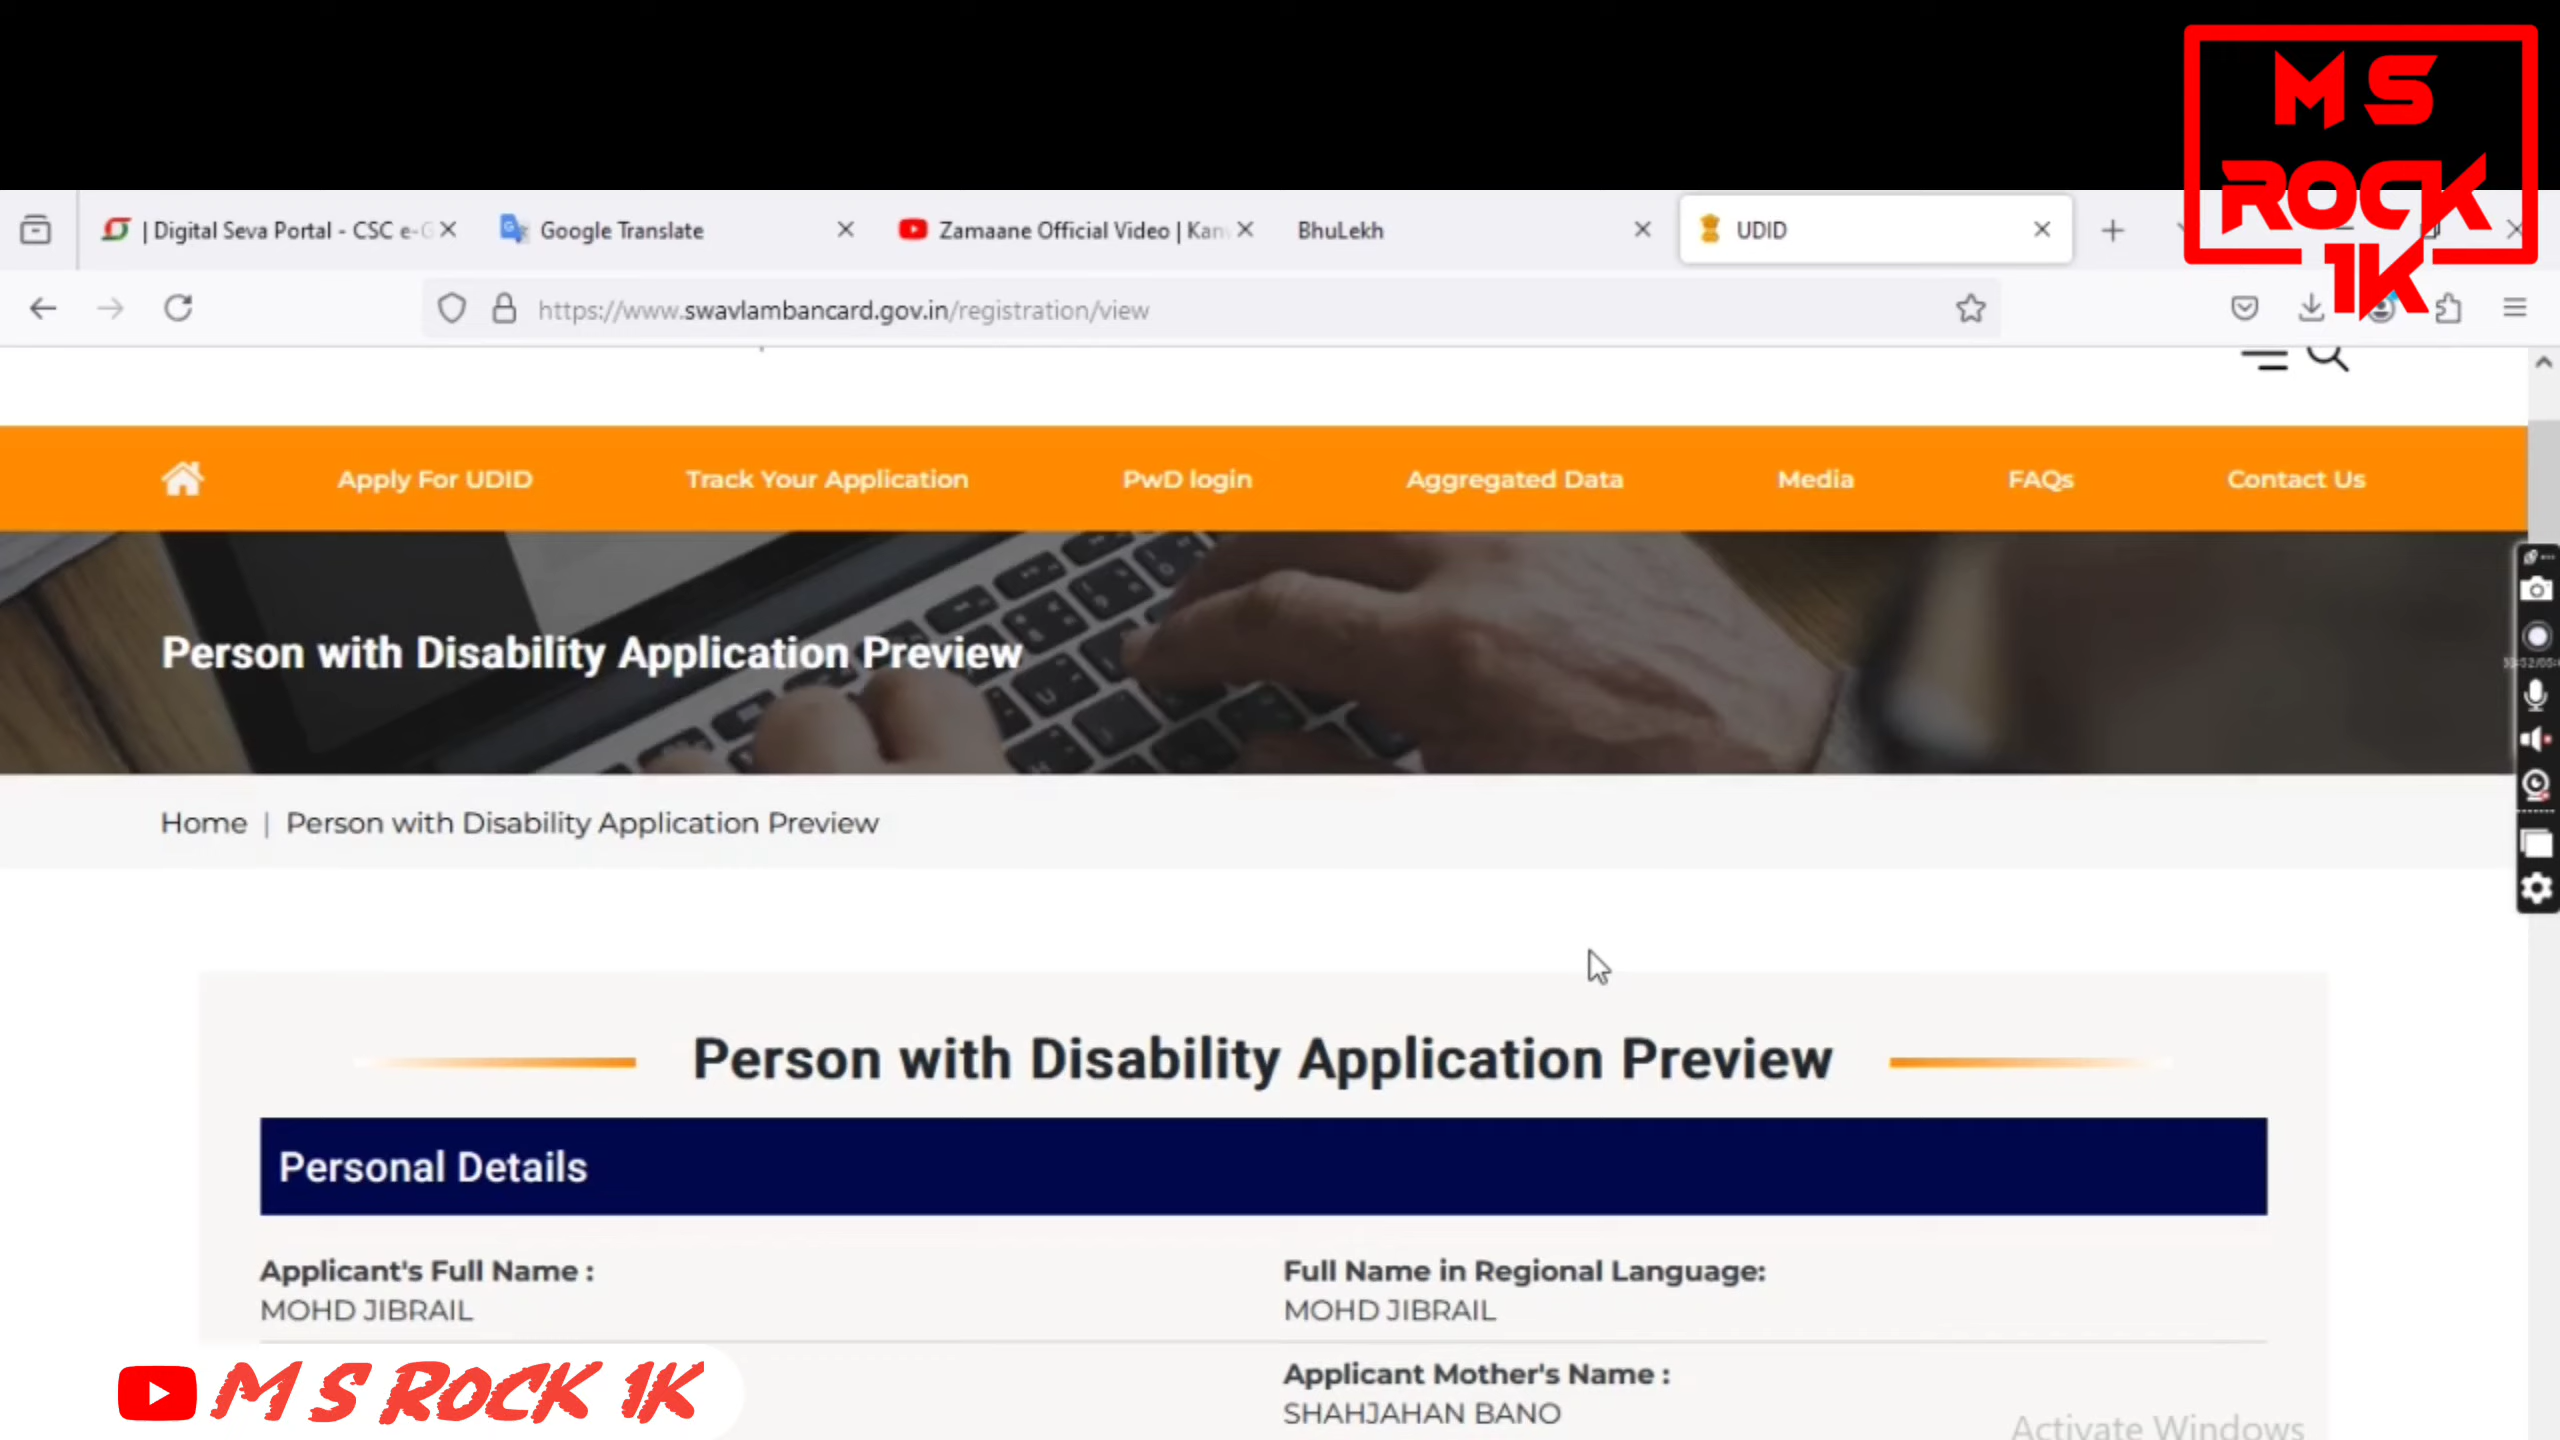 M S
ROCK
1K
| Digital Seva Portal - CSC e-G
Google Translate
Zamaane Official Video | Kan
BhuLekh
UDID
https://www.swavlambancard.gov.in/registration/view
Apply For UDID
Track Your Application
PwD login
Aggregated Data
Media
FAQs
Contact Us
Person with Disability Application Preview
Home | Person with Disability Application Preview
Person with Disability Application Preview
Personal Details
Applicant's Full Name :
MOHD JIBRAIL
Full Name in Regional Language:
MOHD JIBRAIL
Applicant Mother's Name :
SHAHJAHAN BANO
M S ROCK 1K
Activate Windows